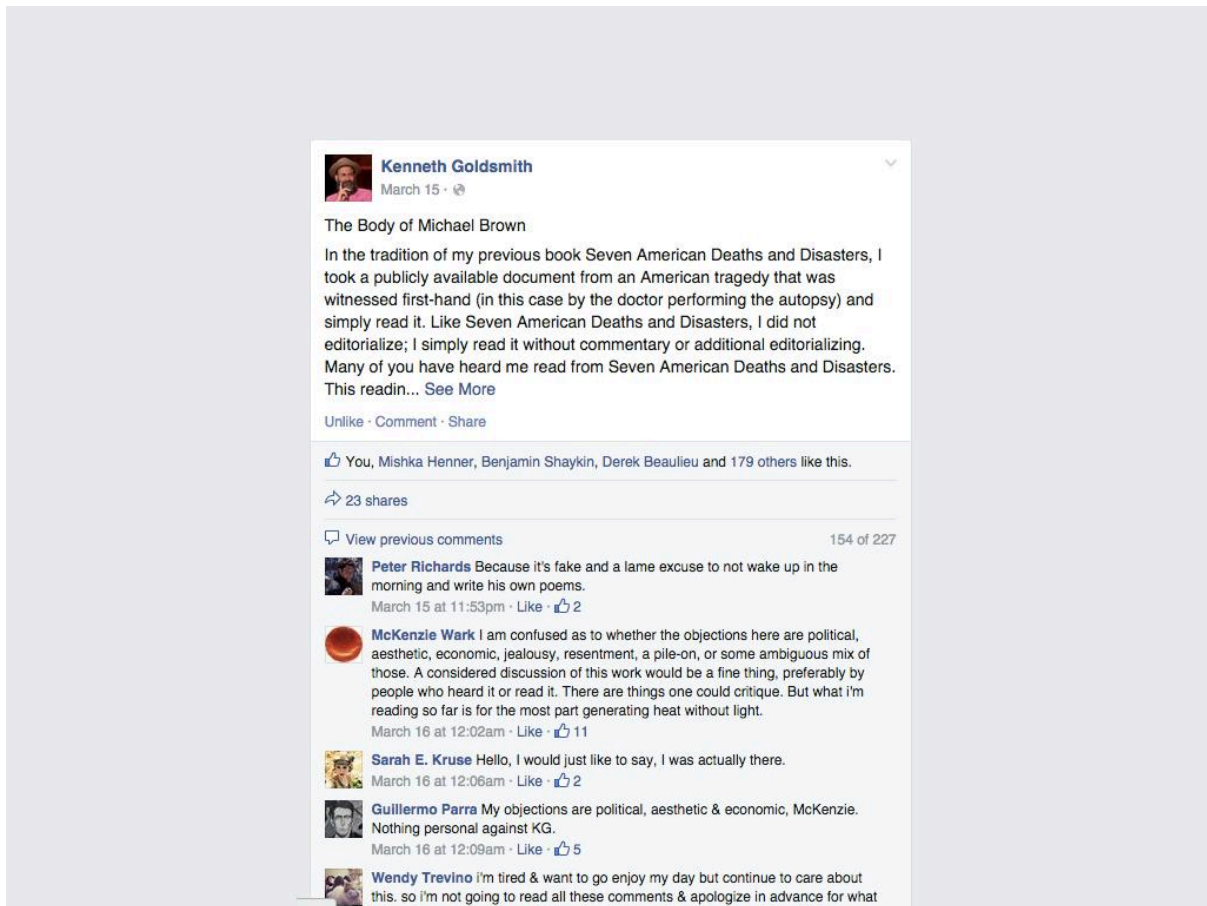 Kenneth Goldsmith
March 15 ·
The Body of Michael Brown
In the tradition of my previous book Seven American Deaths and Disasters, I
took a publicly available document from an American tragedy that was
witnessed first-hand (in this case by the doctor performing the autopsy) and
simply read it. Like Seven American Deaths and Disasters, I did not
editorialize; I simply read it without commentary or additional editorializing.
Many of you have heard me read from Seven American Deaths and Disasters.
This readin... See More
Unlike · Comment · Share
You, Mishka Henner, Benjamin Shaykin, Derek Beaulieu and 179 others like this.
23 shares
View previous comments 154 of 227
Peter Richards Because it's fake and a lame excuse to not wake up in the
morning and write his own poems.
March 15 at 11:53pm · Like · 2
McKenzie Wark I am confused as to whether the objections here are political,
aesthetic, economic, jealousy, resentment, a pile-on, or some ambiguous mix of
those. A considered discussion of this work would be a fine thing, preferably by
people who heard it or read it. There are things one could critique. But what i'm
reading so far is for the most part generating heat without light.
March 16 at 12:02am · Like · 11
Sarah E. Kruse Hello, I would just like to say, I was actually there.
March 16 at 12:06am · Like · 2
Guillermo Parra My objections are political, aesthetic & economic, McKenzie.
Nothing personal against KG.
March 16 at 12:09am · Like · 5
Wendy Trevino i'm tired & want to go enjoy my day but continue to care about
this. so i'm not going to read all these comments & apologize in advance for what